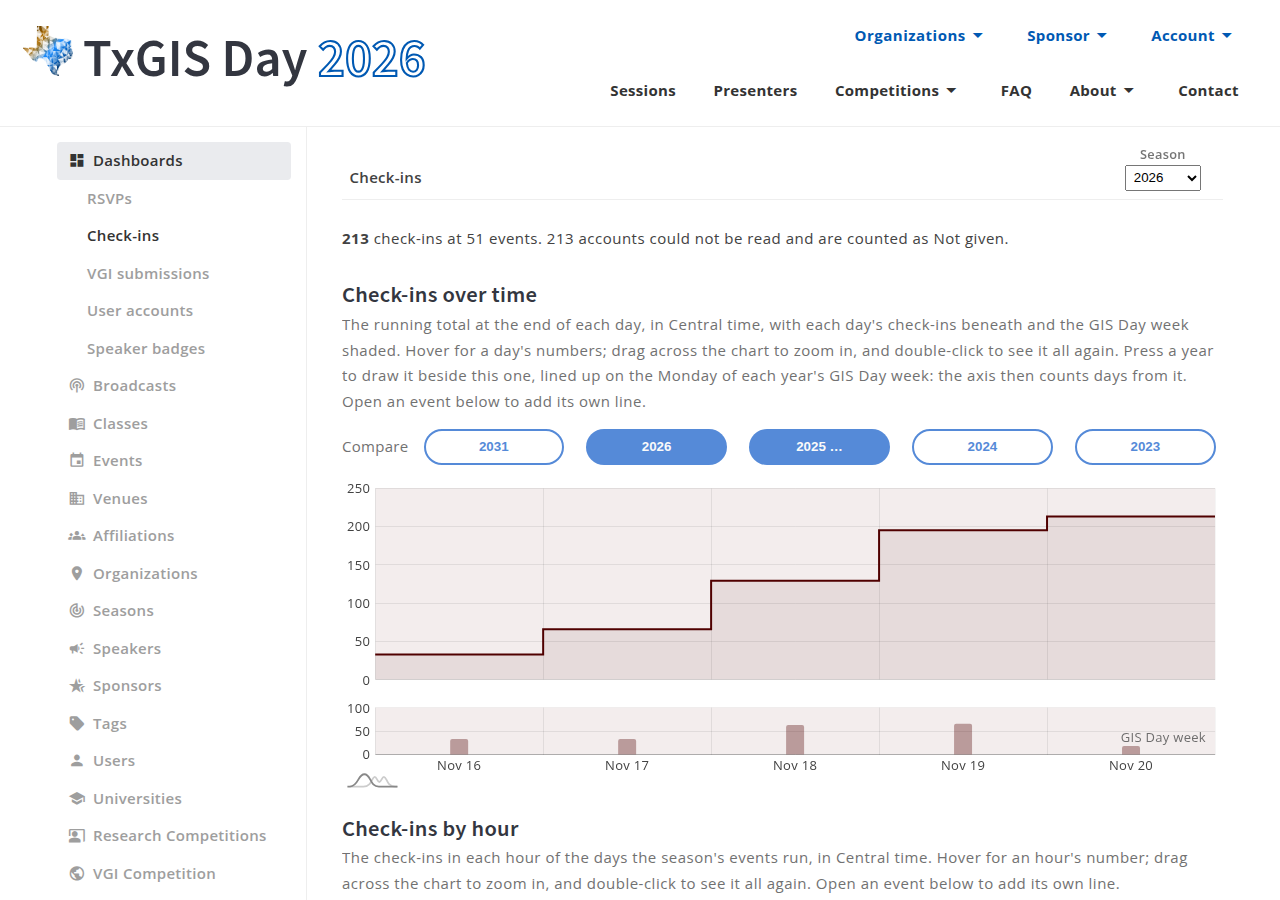 TxGIS Day 2026
Organizations
Sponsor
Account
Sessions
Presenters
Competitions
FAQ
About
Contact
Dashboards
RSVPs
Check-ins
VGI submissions
User accounts
Speaker badges
Broadcasts
Classes
Events
Venues
Affiliations
Organizations
Seasons
Speakers
Sponsors
Tags
Users
Universities
Research Competitions
VGI Competition
Check-ins
Season
2026
213 check-ins at 51 events. 213 accounts could not be read and are counted as Not given.
Check-ins over time
The running total at the end of each day, in Central time, with each day's check-ins beneath and the GIS Day week
shaded. Hover for a day's numbers; drag across the chart to zoom in, and double-click to see it all again. Press a year
to draw it beside this one, lined up on the Monday of each year's GIS Day week: the axis then counts days from it.
Open an event below to add its own line.
Compare
2031
2026
2025 ...
2024
2023
250
200
150
100
50
0
100
50
0
GIS Day week
Nov 16
Nov 17
Nov 18
Nov 19
Nov 20
Check-ins by hour
The check-ins in each hour of the days the season's events run, in Central time. Hover for an hour's number; drag
across the chart to zoom in, and double-click to see it all again. Open an event below to add its own line.